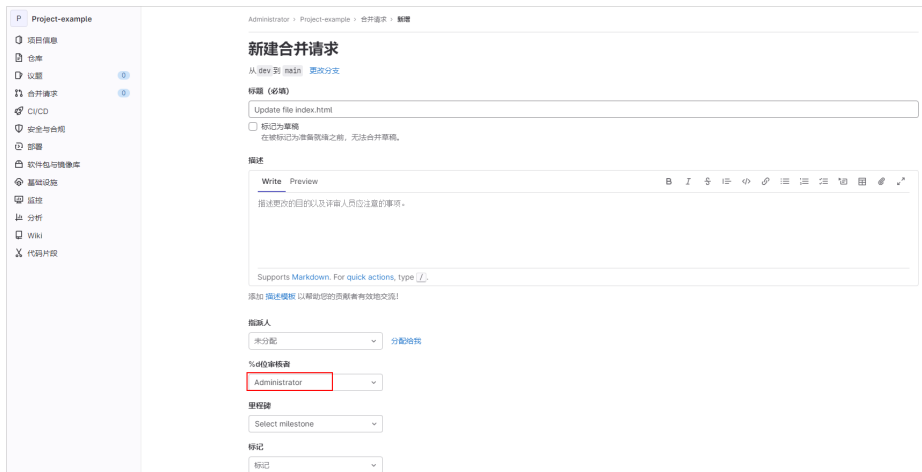 P Project-example
项目信息
仓库
议题 0
合并请求 0
CI/CD
安全与合规
部署
软件包与镜像库
基础设施
监控
分析
Wiki
代码片段
Administrator › Project-example › 合并请求 › 新增
新建合并请求
从 dev 到 main 更改分支
标题（必填）
Update file index.html
标记为草稿
在被标记为准备就绪之前，无法合并草稿。
描述
Write Preview
描述更改的目的以及评审人员应注意的事项。
Supports Markdown. For quick actions, type /.
添加 描述模板 以帮助您的贡献者有效地交流！
指派人
未分配 分配给我
%d位审核者
Administrator
里程碑
Select milestone
标记
标记